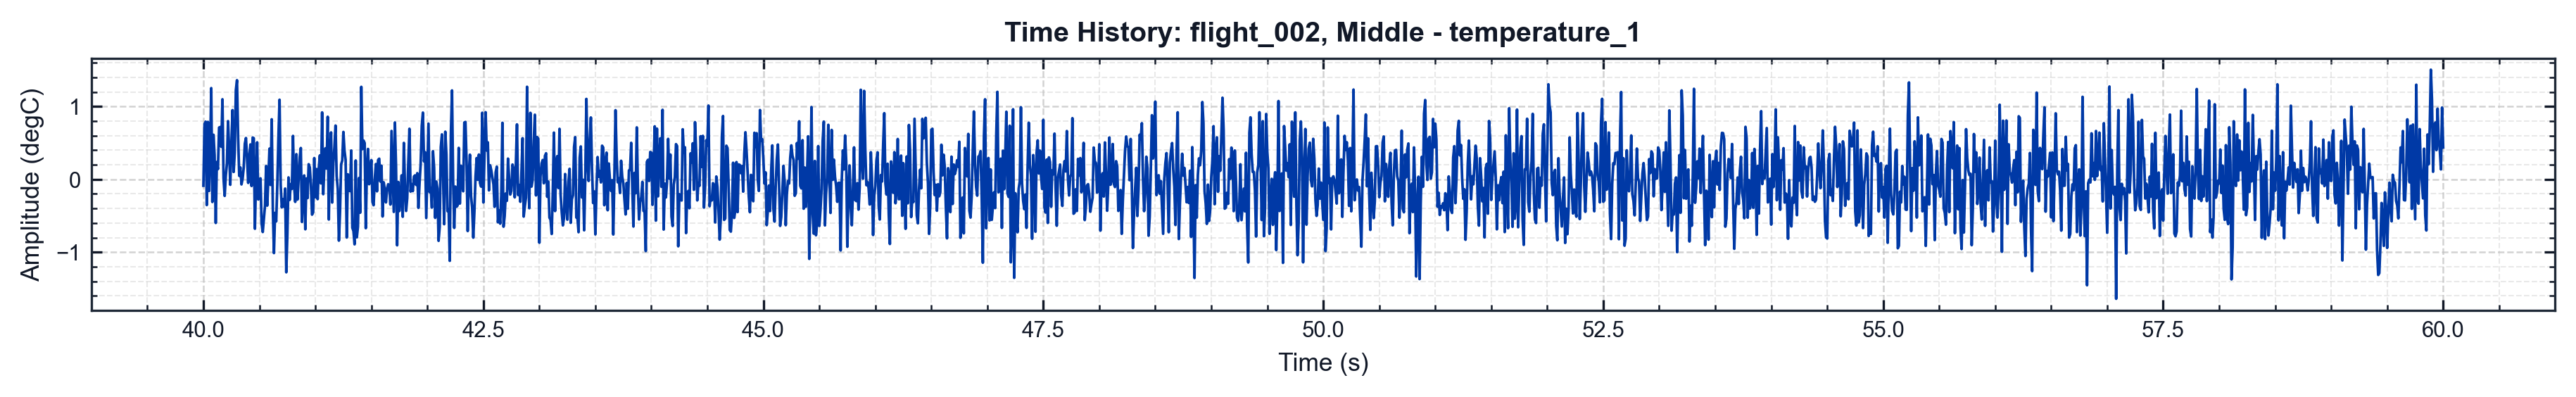 Time History: flight_002, Middle - temperature_1
Amplitude (degC)
1
0
−1
40.0 42.5 45.0 47.5 50.0 52.5 55.0 57.5 60.0
Time (s)